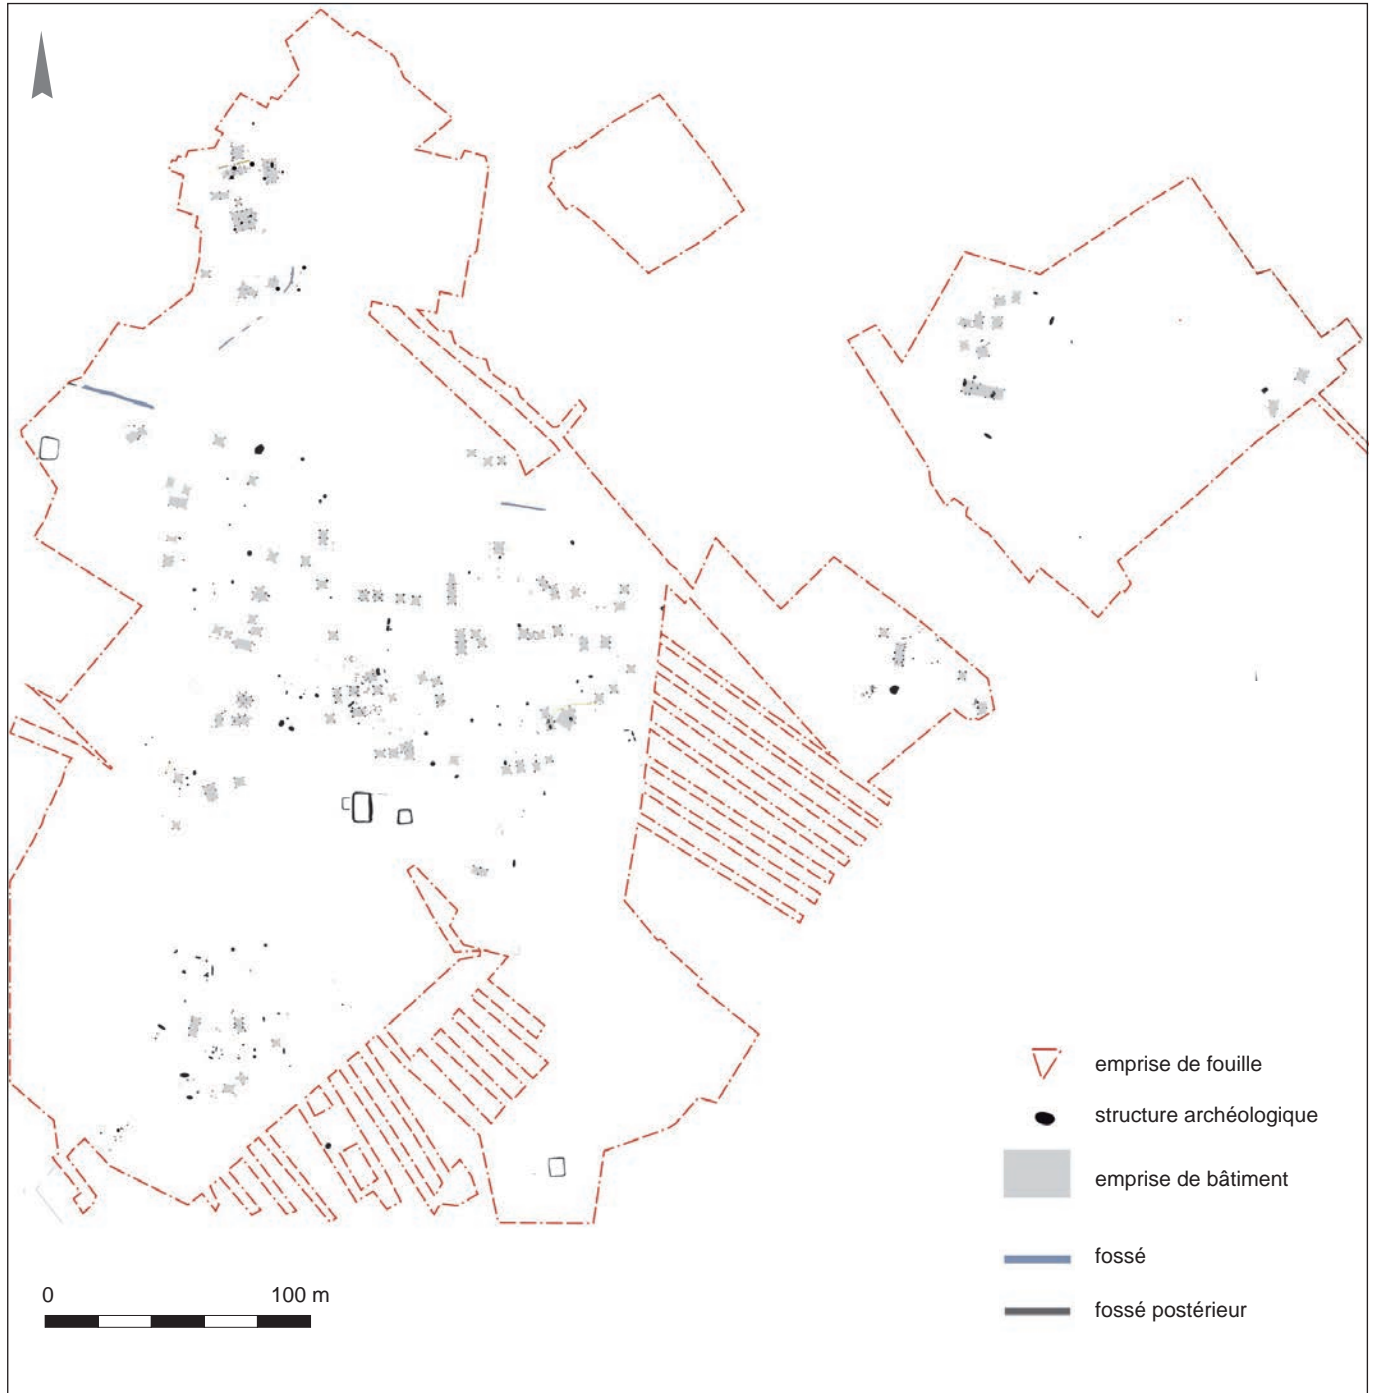 emprise de fouille
structure archéologique
emprise de bâtiment
fossé
fossé postérieur
0 100 m